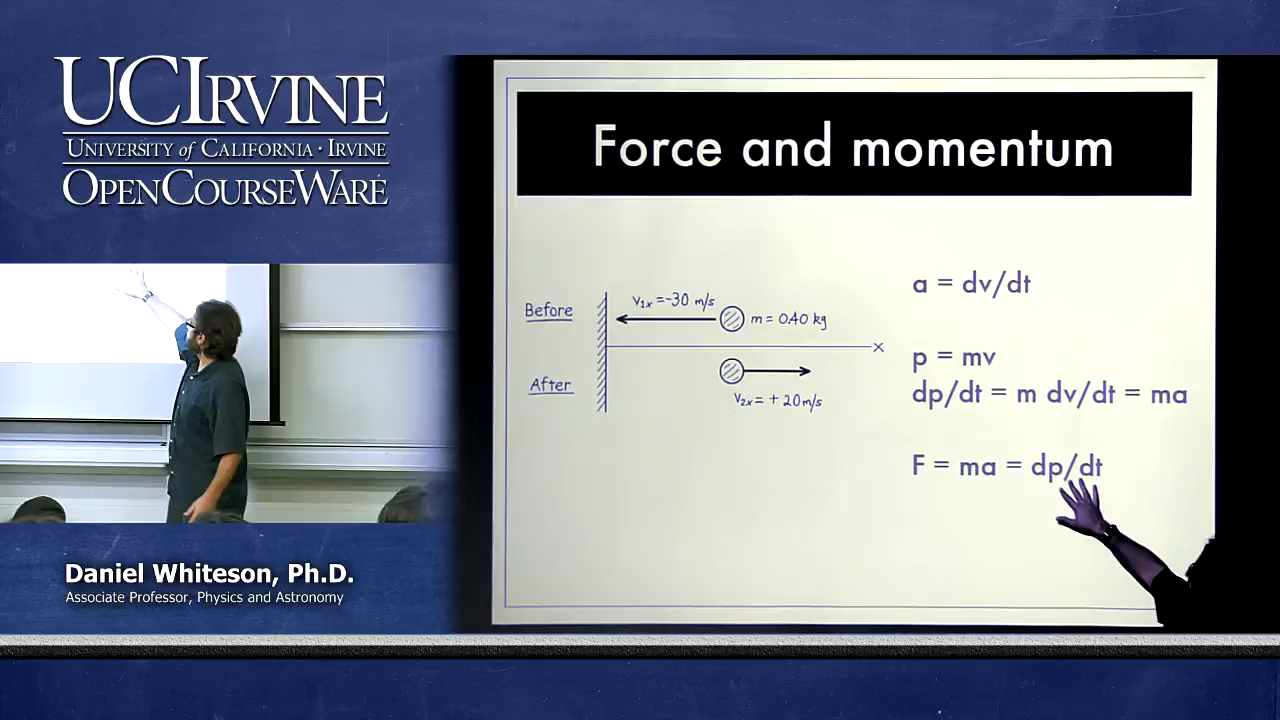 UCIRVINE
UNIVERSITY of CALIFORNIA · IRVINE
OPENCOURSEWARE
Daniel Whiteson, Ph.D.
Associate Professor, Physics and Astronomy
Force and momentum
Before
v1x = -30 m/s
m = 0.40 kg
x
After
v2x = + 20 m/s
a = dv/dt
p = mv
dp/dt = m dv/dt = ma
F = ma = dp/dt